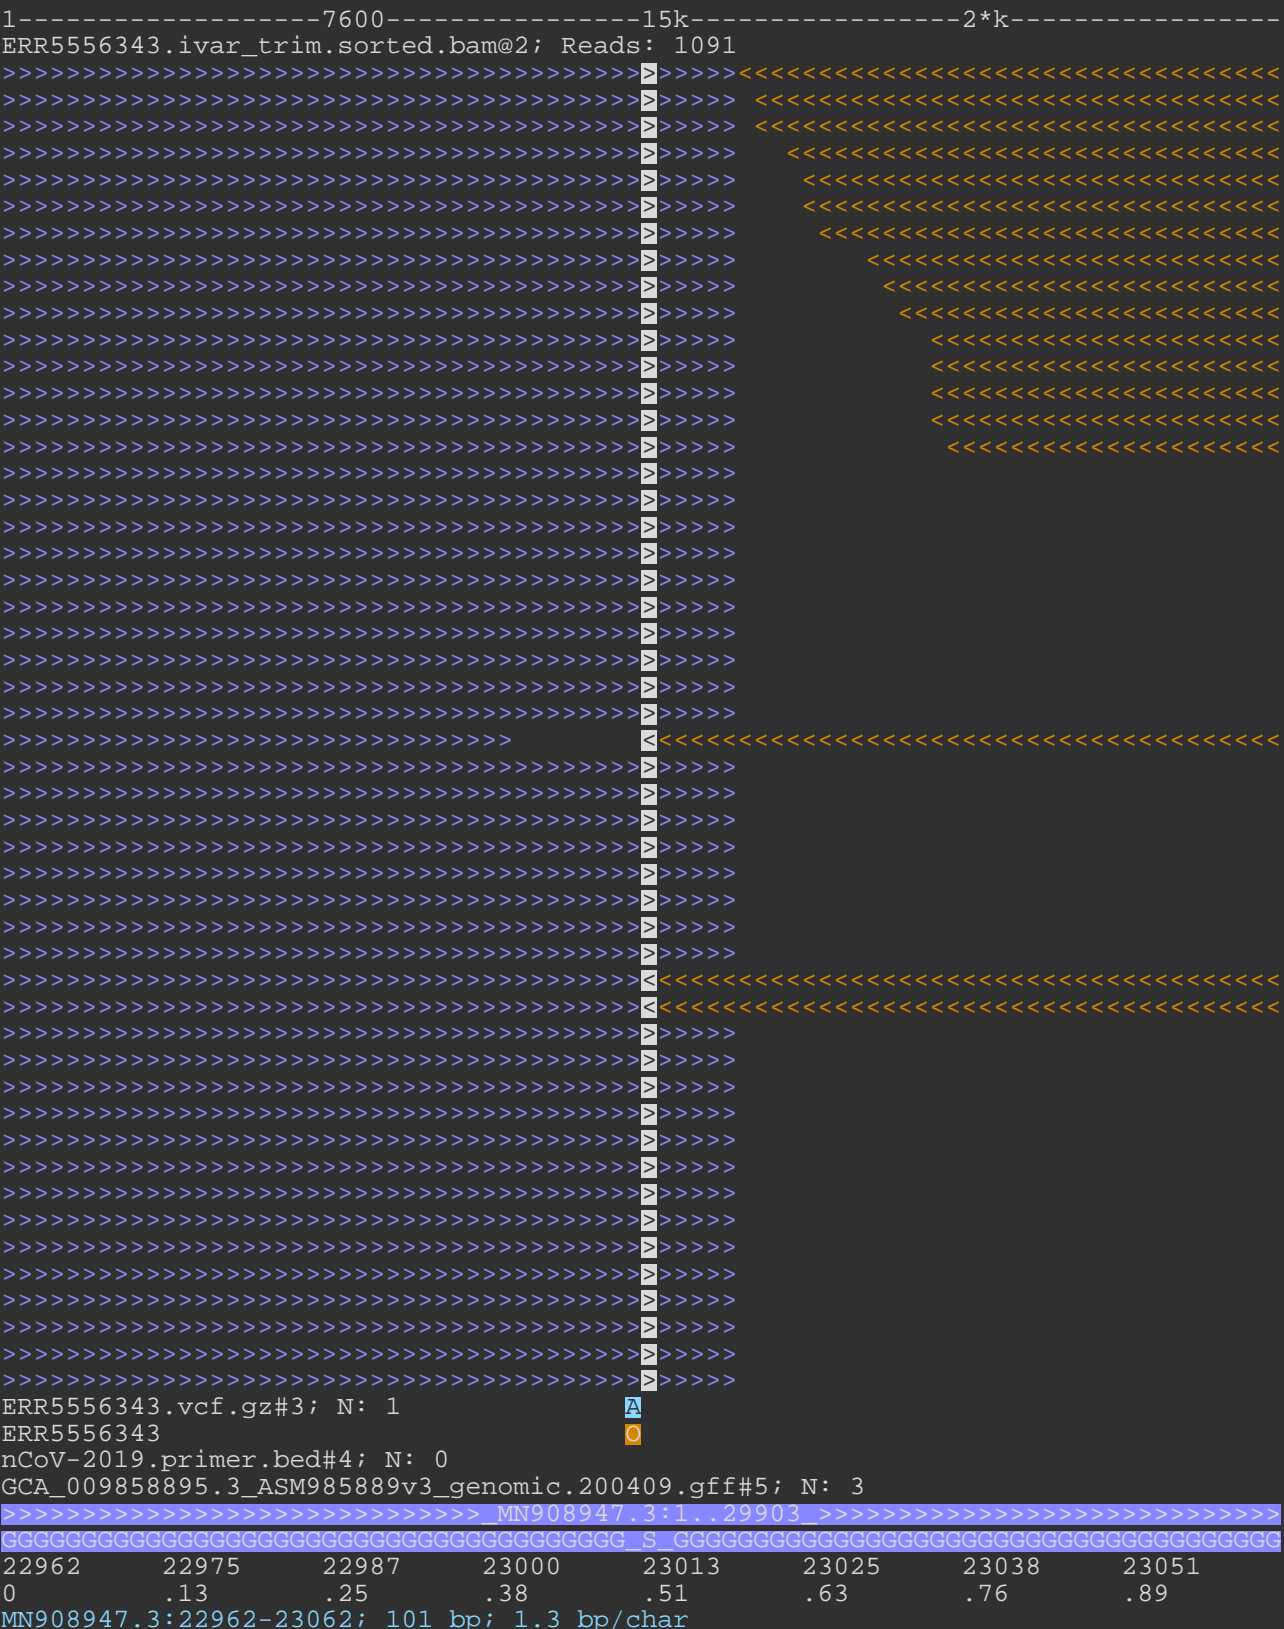 1-------------------7600----------------15k-----------------2*k-----------------
ERR5556343.ivar_trim.sorted.bam@2; Reads: 1091
ERR5556343.vcf.gz#3; N: 1 A
ERR5556343 O
nCoV-2019.primer.bed#4; N: 0
GCA_009858895.3_ASM985889v3_genomic.200409.gff#5; N: 3
>>>>>>>>>>>>>>>>>>>>>>>>>>>>>>_MN908947.3:1..29903_>>>>>>>>>>>>>>>>>>>>>>>>>>>>>
GGGGGGGGGGGGGGGGGGGGGGGGGGGGGGGGGGGGGGG_S_GGGGGGGGGGGGGGGGGGGGGGGGGGGGGGGGGGGGGG
22962 22975 22987 23000 23013 23025 23038 23051
0 .13 .25 .38 .51 .63 .76 .89
MN908947.3:22962-23062; 101 bp; 1.3 bp/char